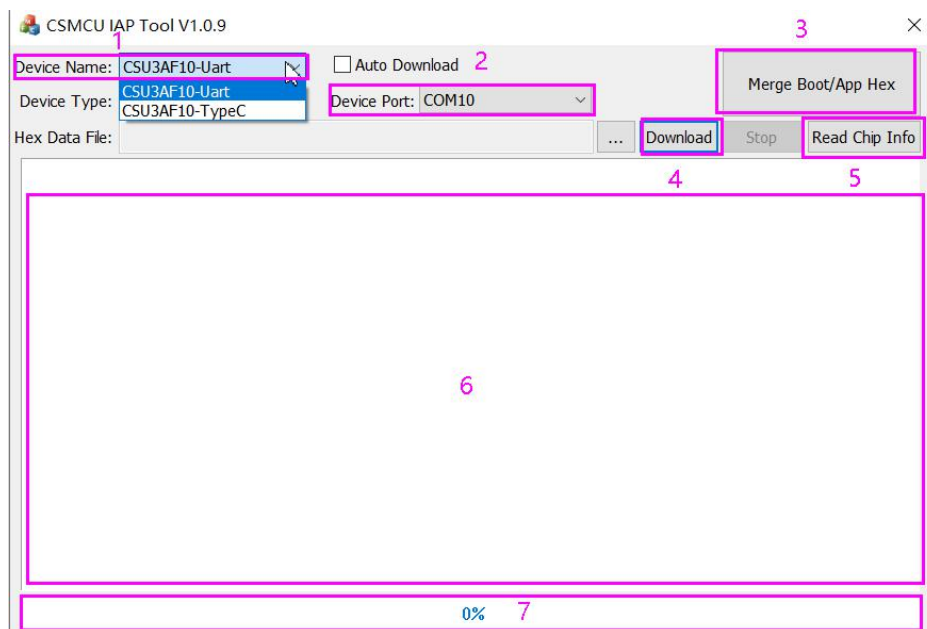 CSMCU IAP Tool V1.0.9
1
2
3
Device Name: CSU3AF10-Uart
Auto Download
Merge Boot/App Hex
CSU3AF10-Uart
Device Type:
CSU3AF10-TypeC
Device Port: COM10
Hex Data File:
...
Download
Stop
Read Chip Info
4
5
6
0%
7